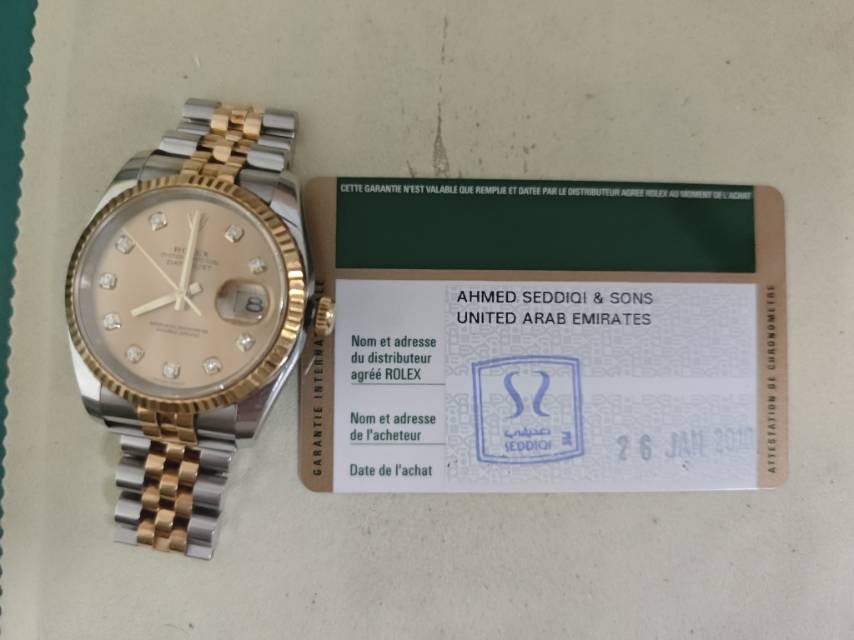 ROLEX
8
CETTE GARANTIE N'EST VALABLE QUE REMPLIE ET DATEE PAR LE DISTRIBUTEUR AGREE ROLEX AU MOMENT DE L'ACHAT
GARANTIE INTERNA
AHMED SEDDIQI & SONS
UNITED ARAB EMIRATES
Nom et adresse
du distributeur
agréé ROLEX
Nom et adresse
de l'acheteur
Date de l'achat
صديقي
SEDDIQI
26 JAN
ATTESTATION DE CHRONOMETRE